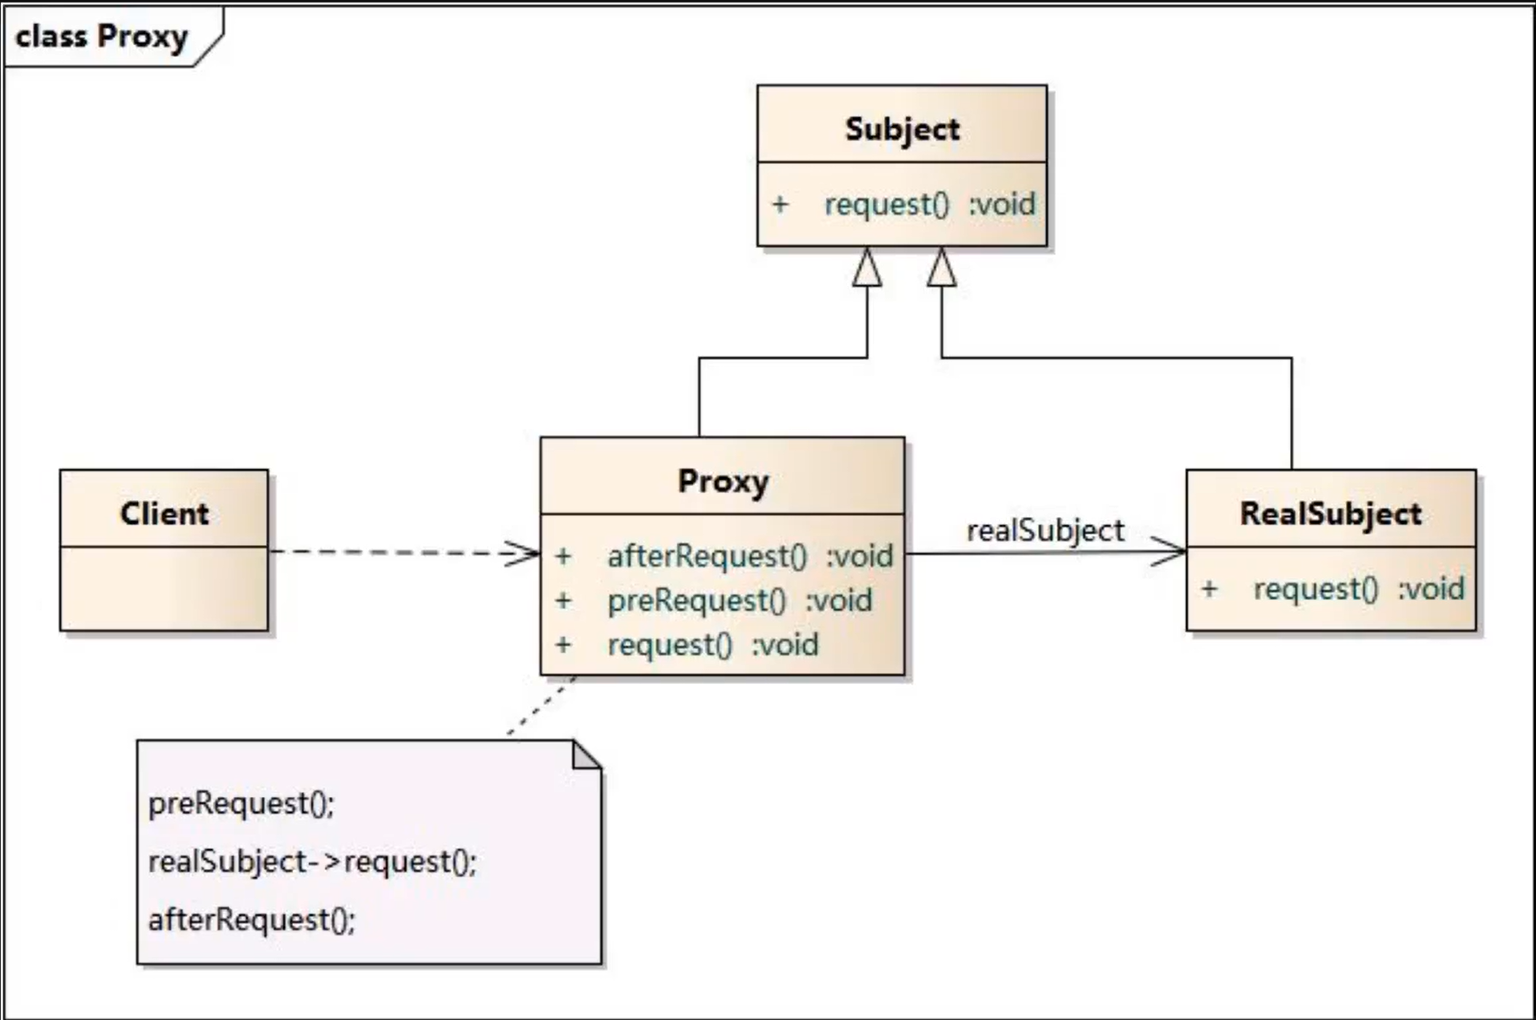 class Proxy
Subject
+ request() :void
Client
Proxy
+ afterRequest() :void
+ preRequest() :void
+ request() :void
realSubject
RealSubject
+ request() :void
preRequest();
realSubject->request();
afterRequest();